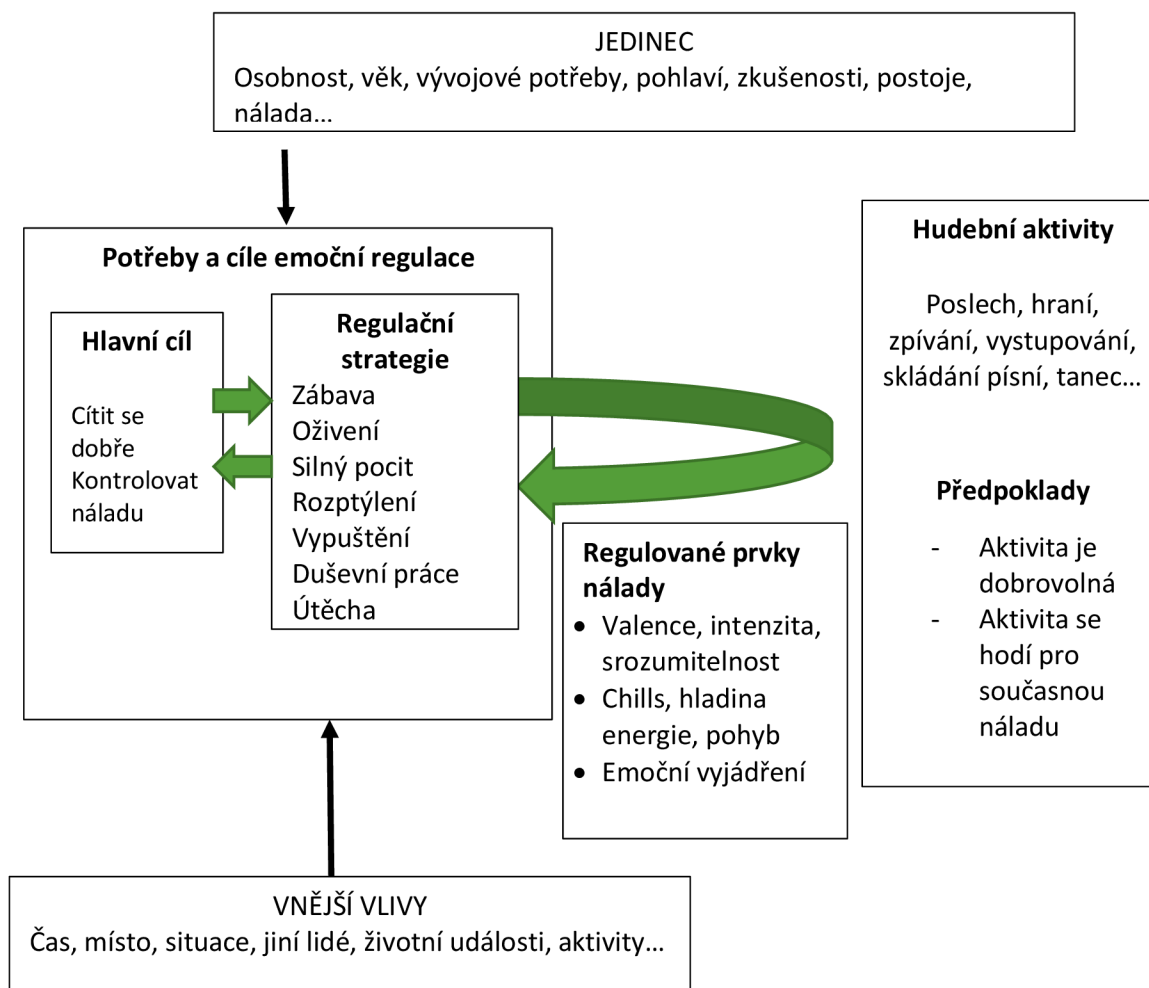 JEDINEC
Osobnost, věk, vývojové potřeby, pohlaví, zkušenosti, postoje,
nálada…
Potřeby a cíle emoční regulace
Hlavní cíl
Cítit se
dobře
Kontrolovat
náladu
Regulační
strategie
Zábava
Oživení
Silný pocit
Rozptýlení
Vypuštění
Duševní práce
Útěcha
Hudební aktivity
Poslech, hraní,
zpívání, vystupování,
skládání písní, tanec…
Předpoklady
- Aktivita je
dobrovolná
- Aktivita se
hodí pro
současnou
náladu
Regulované prvky
nálady
• Valence, intenzita,
srozumitelnost
• Chills, hladina
energie, pohyb
• Emoční vyjádření
VNĚJŠÍ VLIVY
Čas, místo, situace, jiní lidé, životní události, aktivity…